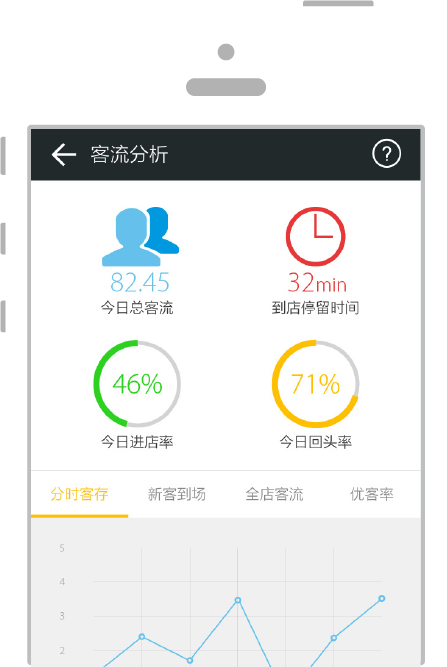 客流分析
?
82.45
32min
今日总客流
到店停留时间
46%
71%
今日进店率
今日回头率
分时客存 新客到场 全店客流 优客率
5
4
3
2